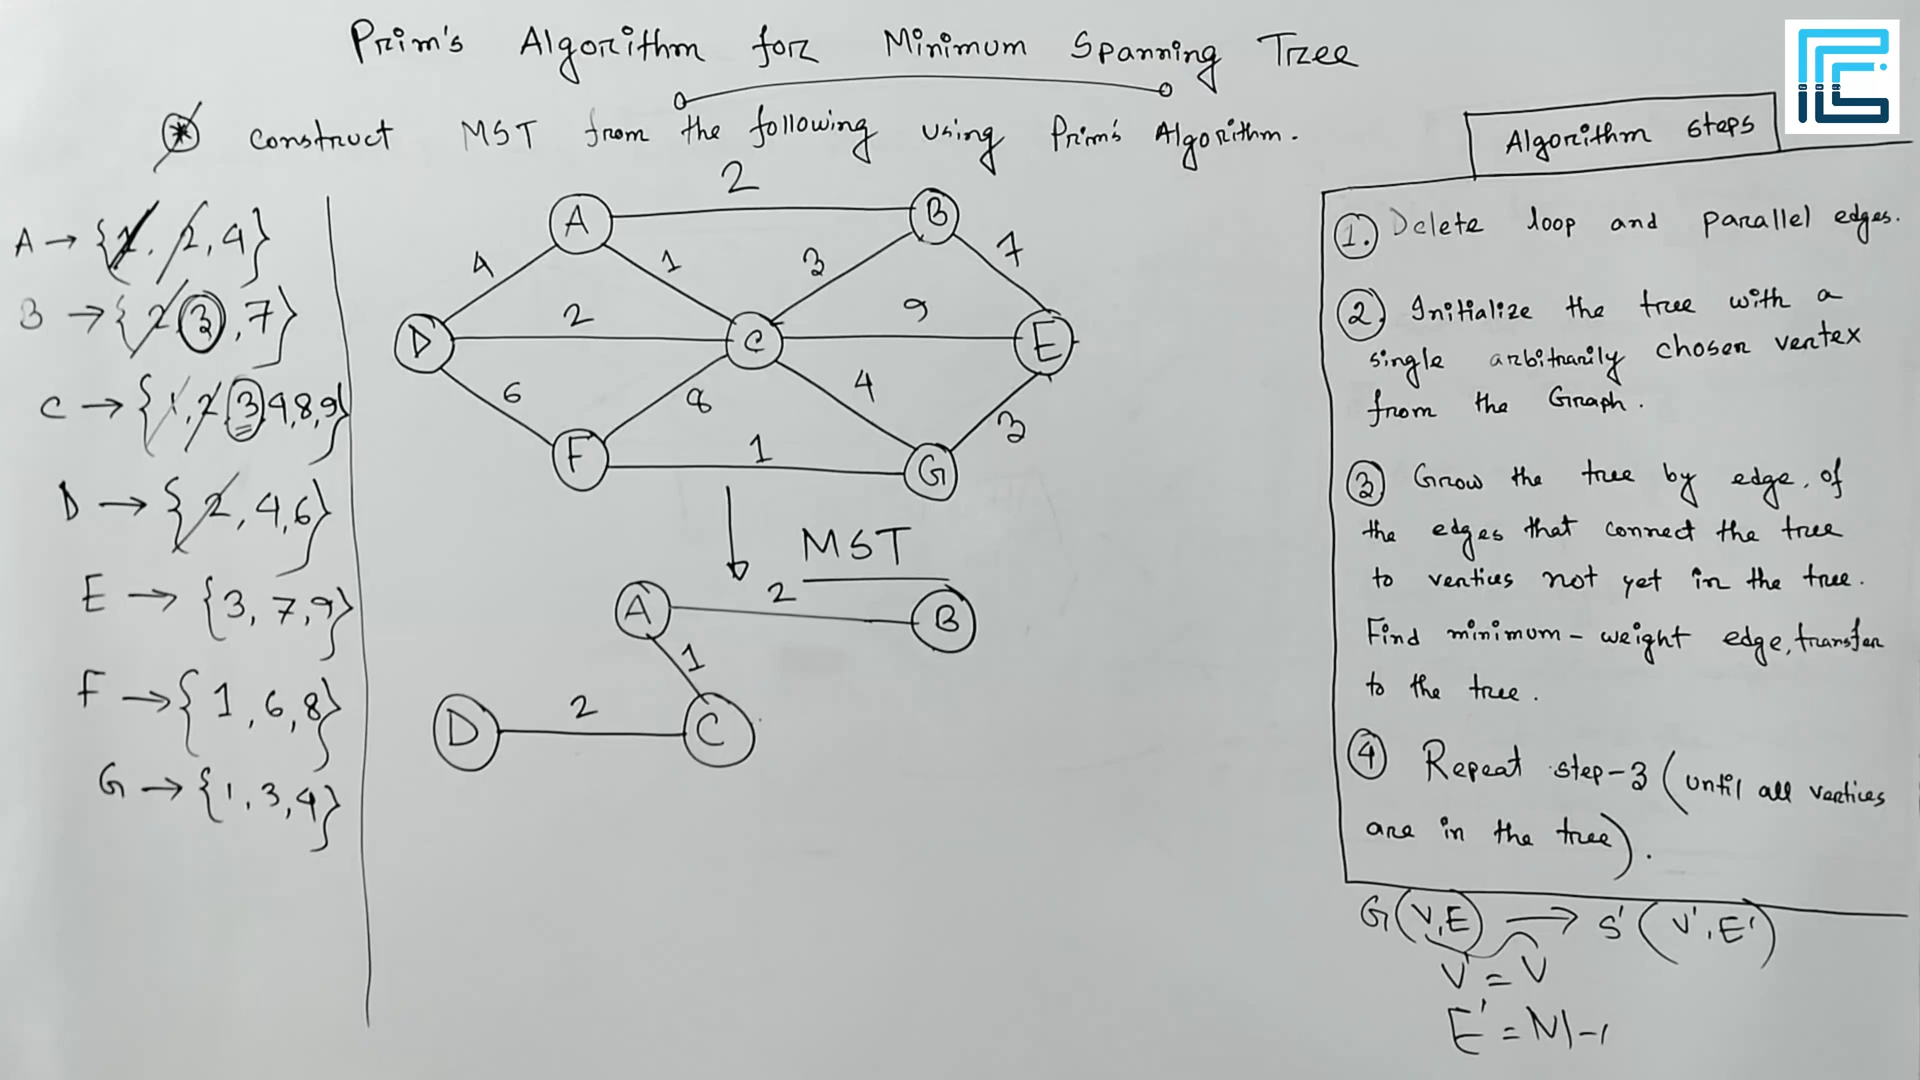 Prim's Algorithm for Minimum Spanning Tree
* Construct MST from the following using Prim's Algorithm.
A → {1, 2, 4}
B → {2, 3, 7}
C → {1, 2, 3, 4, 8, 9}
D → {2, 4, 6}
E → {3, 7, 9}
F → {1, 6, 8}
G → {1, 3, 4}
2
A B
4 1 3 7
D 2 C 9 E
6 8 4 3
F 1 G
MST
A 2 B
1
D 2 C
Algorithm steps
1. Delete loop and parallel edges.
2. Initialize the tree with a
single arbitrarily chosen vertex
from the Graph.
3 Grow the tree by edge, of
the edges that connect the tree
to vertices not yet in the tree.
Find minimum-weight edge, transfer
to the tree.
4 Repeat step-3 (until all vertices
are in the tree).
G(V,E) → S'(V',E')
V' = V
E' = |V|-1